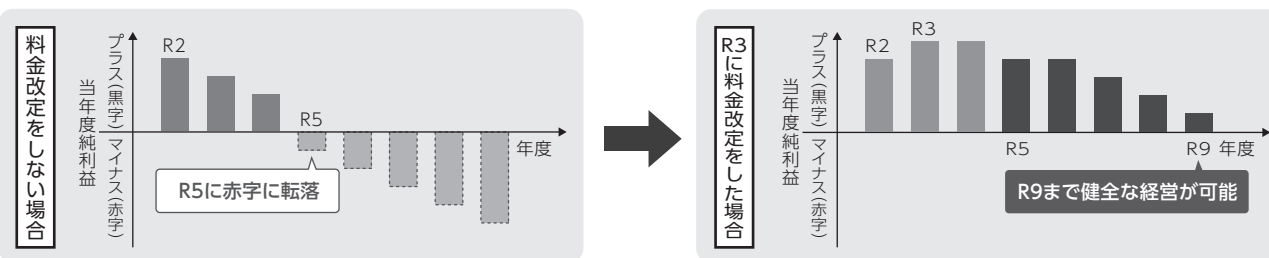 料金改定をしない場合
当年度純利益
プラス(黒字)
マイナス(赤字)
R2
R5
年度
R5に赤字に転落
R3に料金改定をした場合
当年度純利益
プラス(黒字)
マイナス(赤字)
R2
R3
R5
R9
年度
R9まで健全な経営が可能